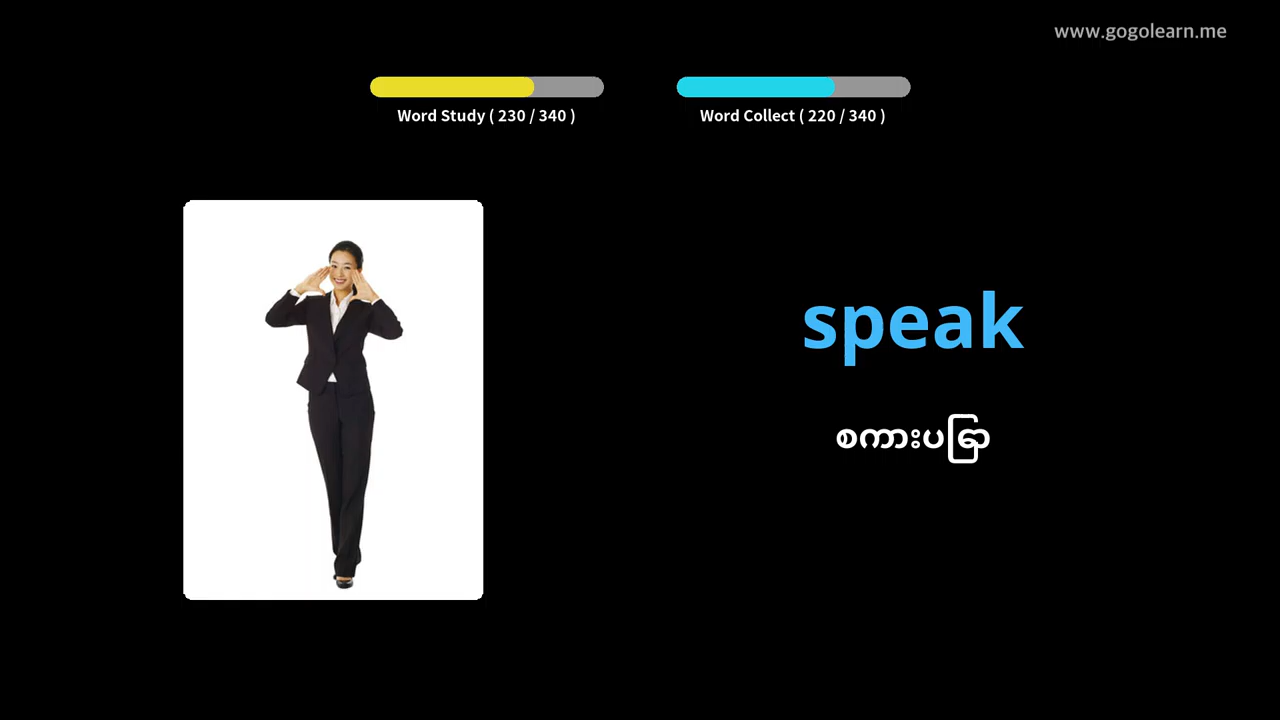 www.gogolearn.me
Word Study ( 230 / 340 )
Word Collect ( 220 / 340 )
speak
စကားပြော